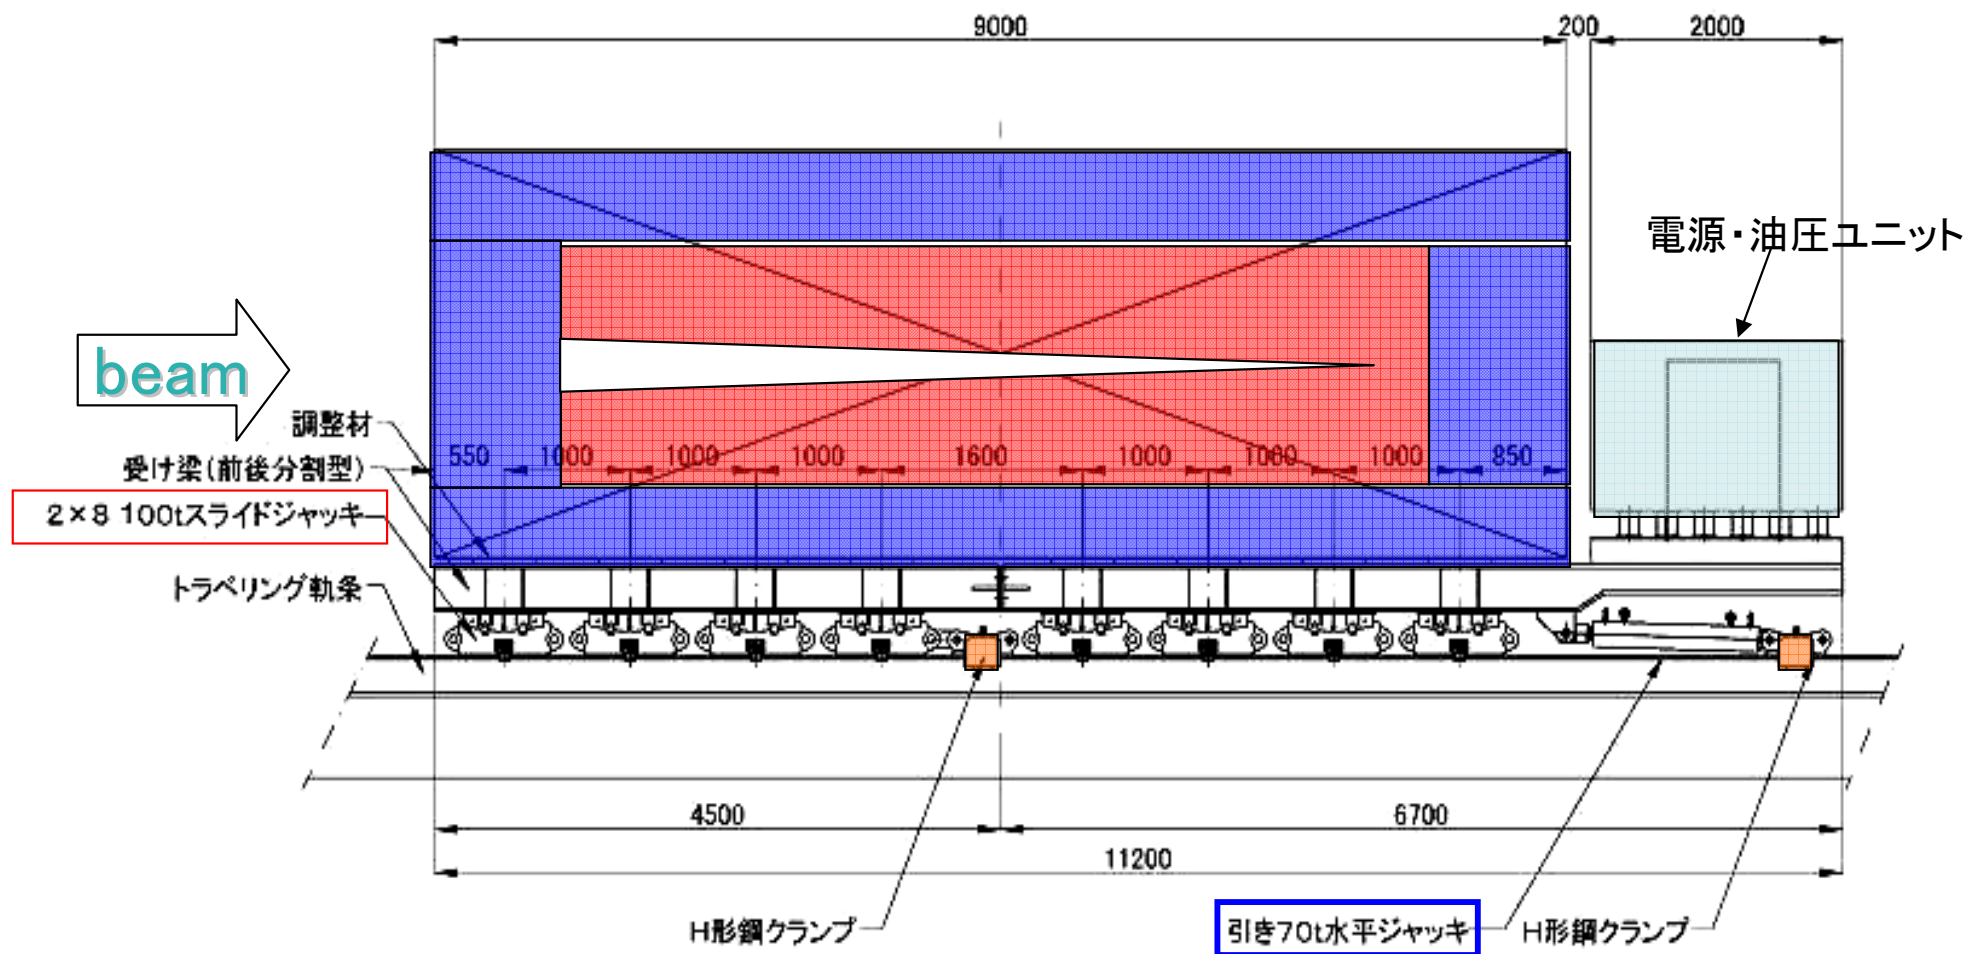 9000
200
2000
電源・油圧ユニット
beam
調整材
受け梁(前後分割型)
550
1000
1000
1000
1600
1000
1000
1000
850
2×8 100tスライドジャッキ
トラベリング軌条
4500
6700
11200
H形鋼クランプ
引き70t水平ジャッキ
H形鋼クランプ